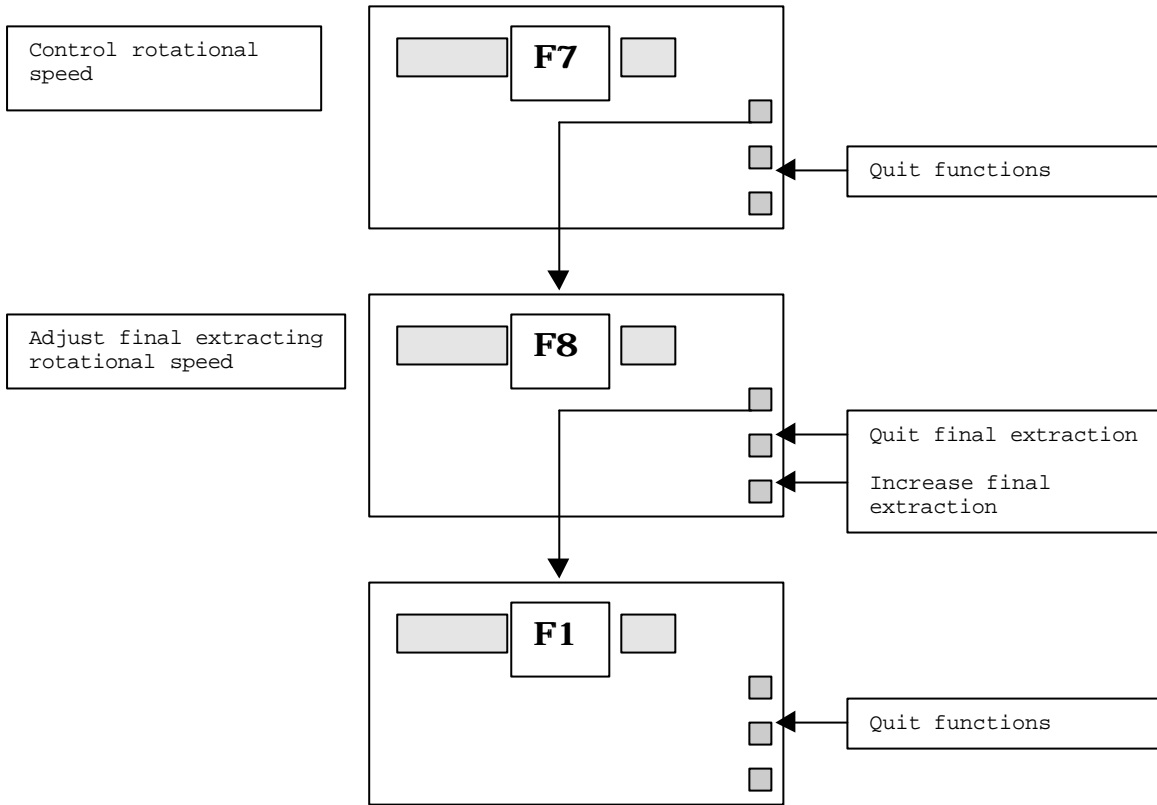 Control rotational
speed
F7
Quit functions
Adjust final extracting
rotational speed
F8
Quit final extraction
Increase final
extraction
F1
Quit functions